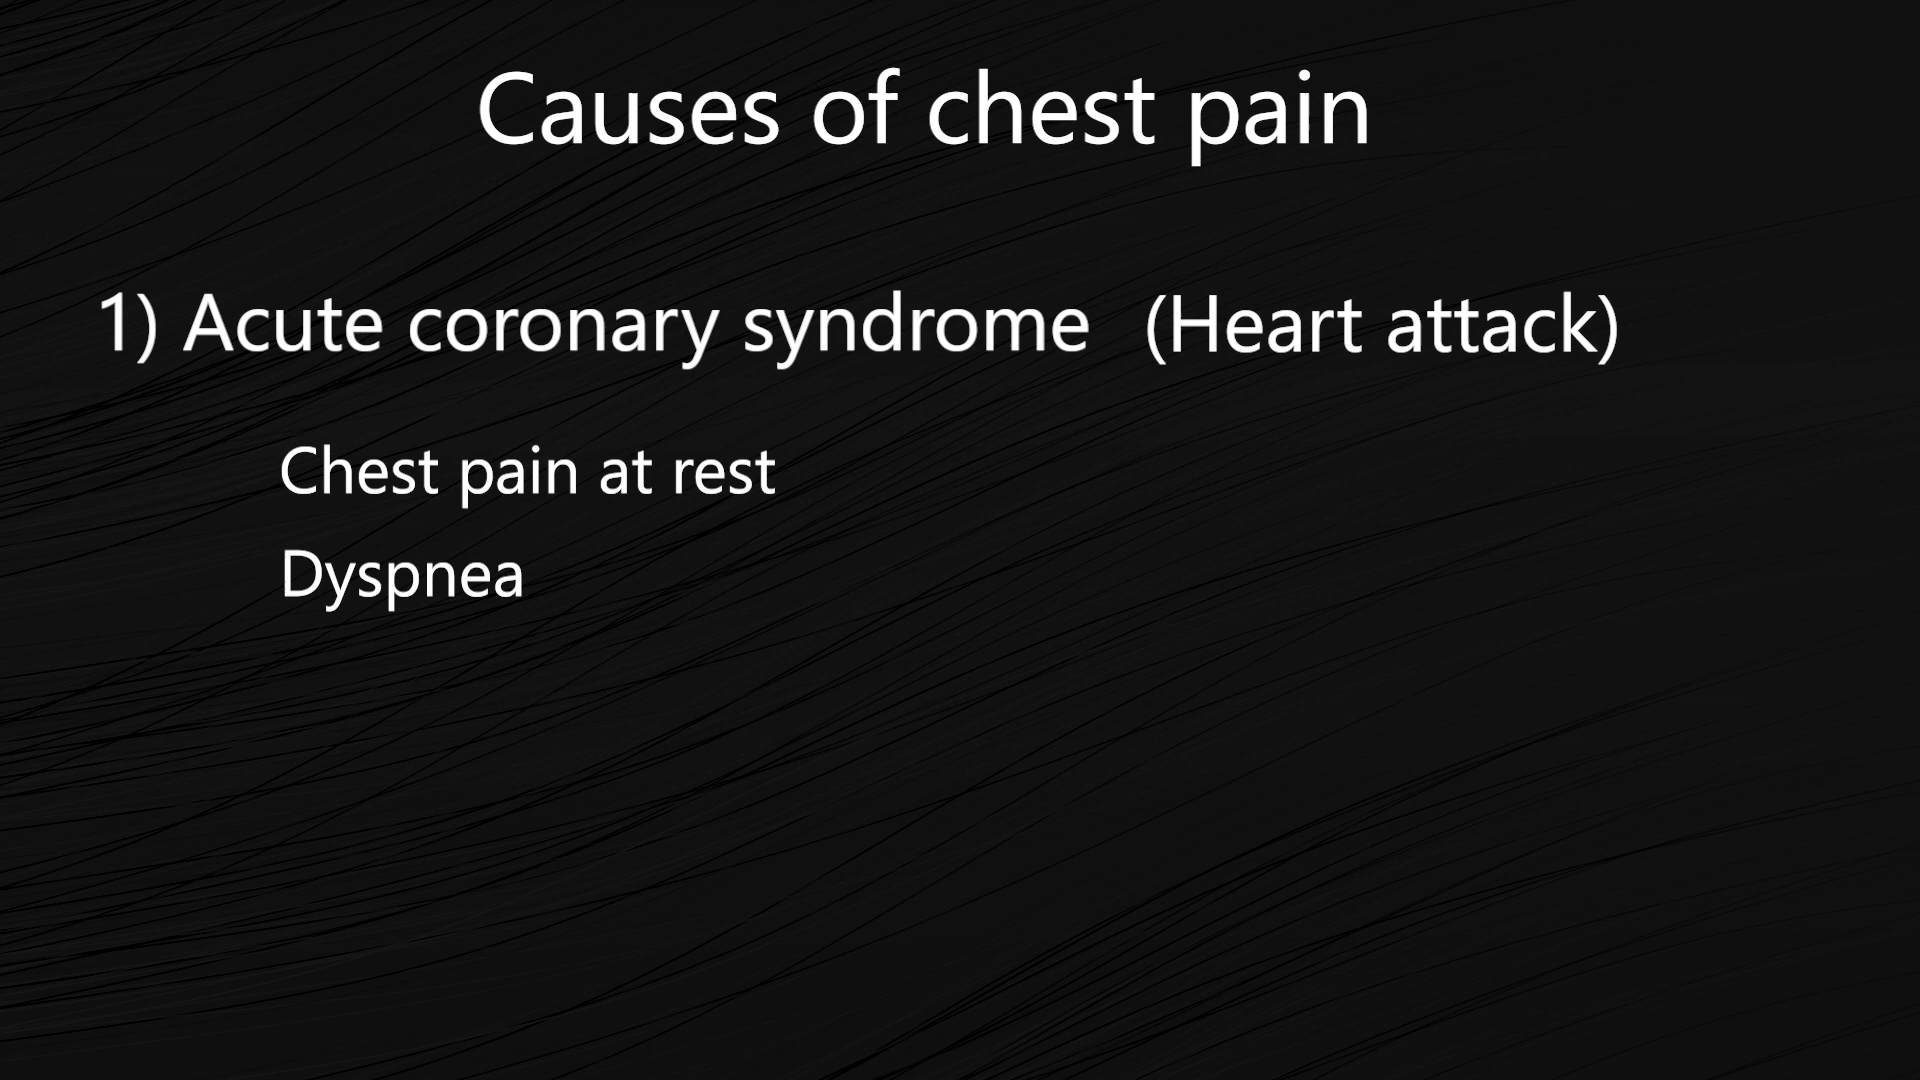 Causes of chest pain
1) Acute coronary syndrome (Heart attack)
Chest pain at rest
Dyspnea